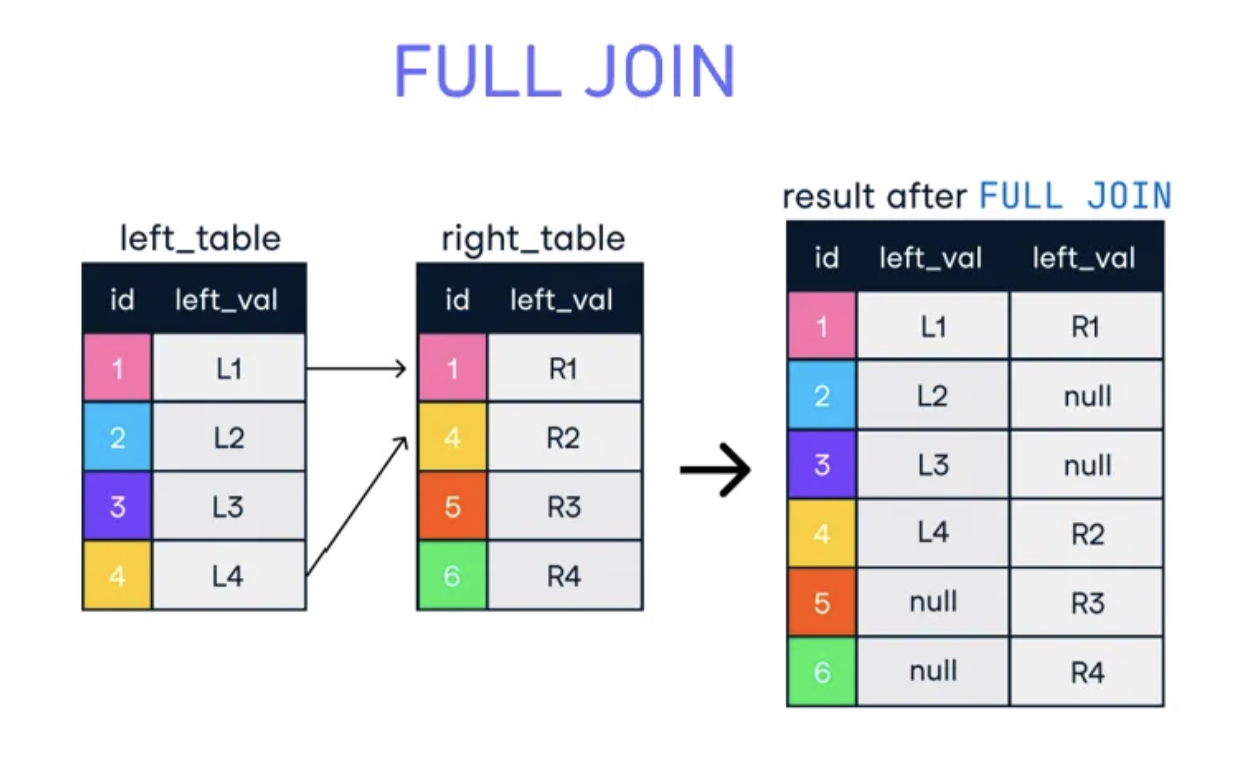 FULL JOIN
left_table
id left_val
1 L1
2 L2
3 L3
4 L4
right_table
id left_val
1 R1
4 R2
5 R3
6 R4
result after FULL JOIN
id left_val left_val
1 L1 R1
2 L2 null
3 L3 null
4 L4 R2
5 null R3
6 null R4